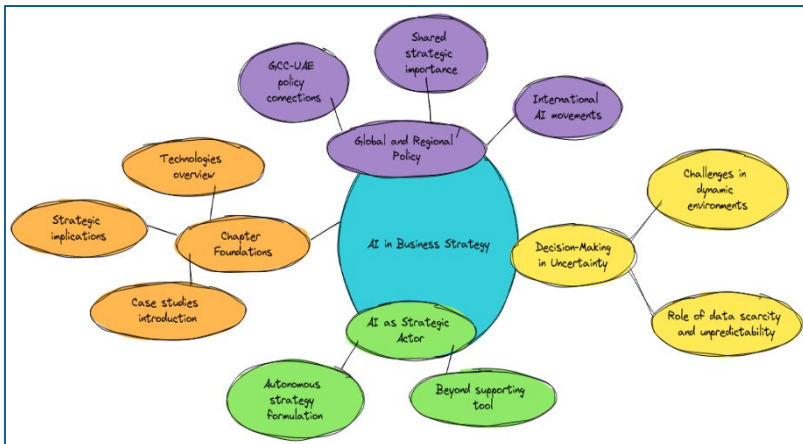 Shared
strategic
importance
GCC-UAE
policy
connections
International
AI movements
Global and Regional
Policy
Technologies
overview
Strategic
implications
Chapter
Foundations
Case studies
introduction
AI in Business Strategy
Challenges in
dynamic
environments
Decision-Making
in Uncertainty
Role of data scarcity
and unpredictability
AI as Strategic
Actor
Autonomous
strategy
formulation
Beyond supporting
tool